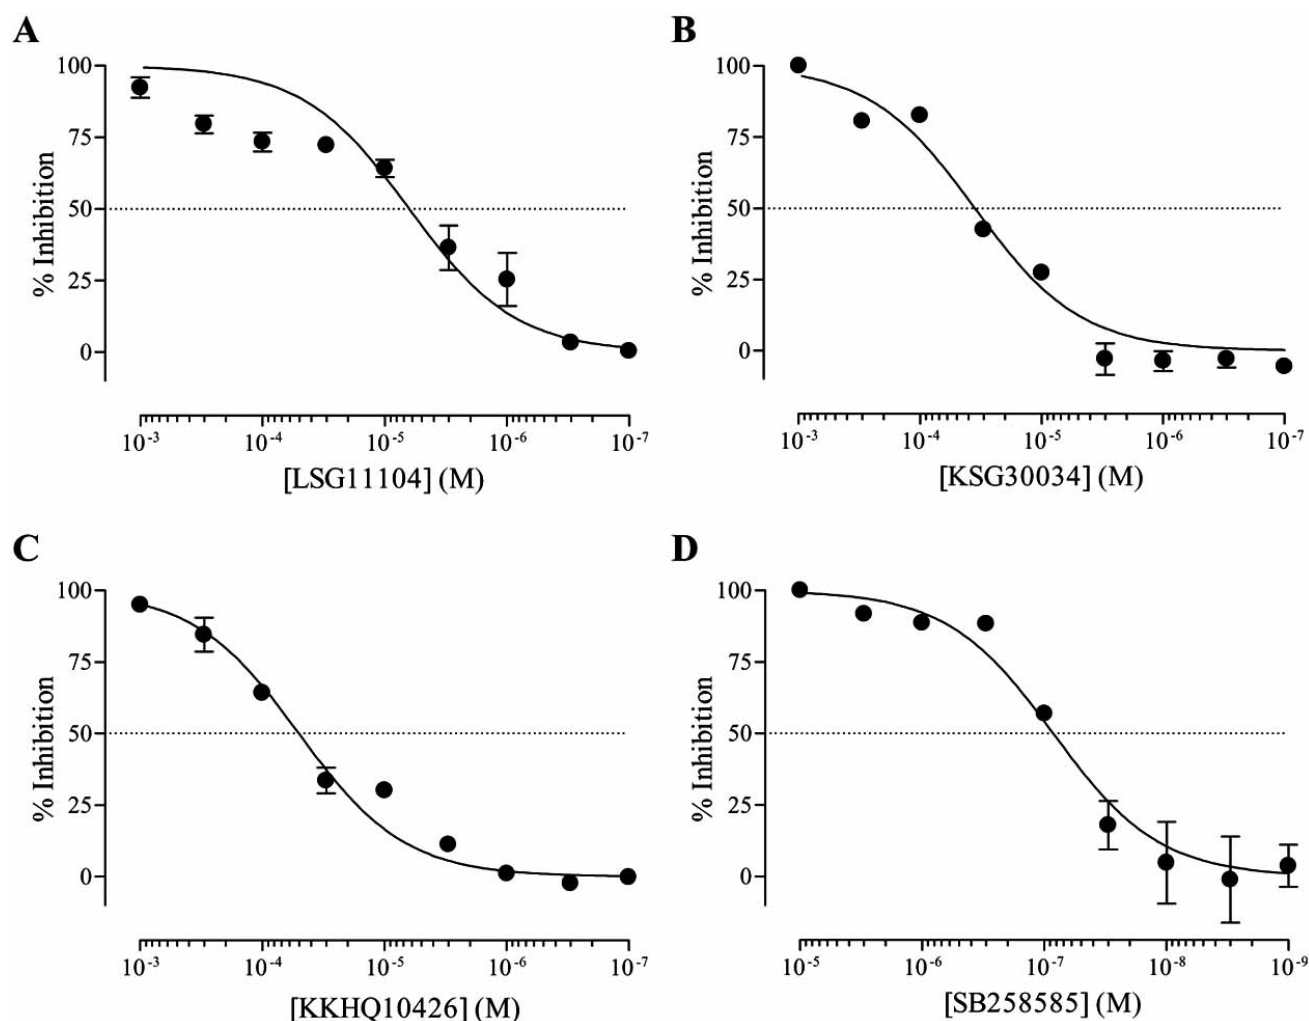 A
100
75
50
25
0
% Inhibition
10-3 10-4 10-5 10-6 10-7
[LSG11104] (M)
B
100
75
50
25
0
% Inhibition
10-3 10-4 10-5 10-6 10-7
[KSG30034] (M)
C
100
75
50
25
0
% Inhibition
10-3 10-4 10-5 10-6 10-7
[KKHQ10426] (M)
D
100
75
50
25
0
% Inhibition
10-5 10-6 10-7 10-8 10-9
[SB258585] (M)